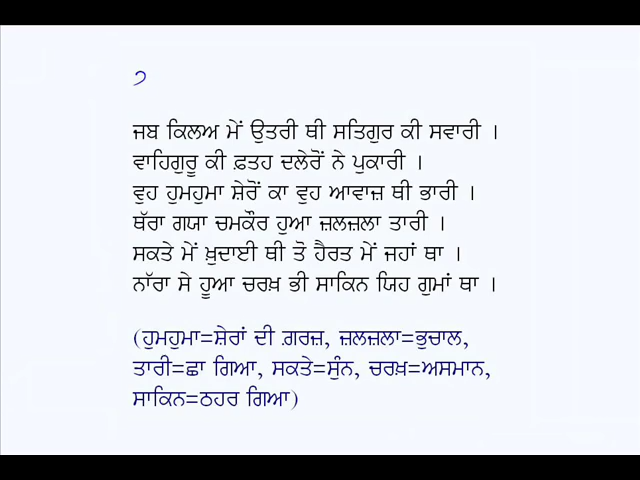 ੭
ਜਬ ਕਿਲਅ ਮੇਂ ਉਤਰੀ ਥੀ ਸਤਿਗੁਰ ਕੀ ਸਵਾਰੀ ।
ਵਾਹਿਗੁਰੂ ਕੀ ਫ਼ਤਹ ਦਲੇਰੋਂ ਨੇ ਪੁਕਾਰੀ ।
ਵੁਹ ਹੁਮਹੁਮਾ ਸ਼ੇਰੋਂ ਕਾ ਵੁਹ ਆਵਾਜ਼ ਥੀ ਭਾਰੀ ।
ਥੱਰਾ ਗਯਾ ਚਮਕੌਰ ਹੁਆ ਜ਼ਲਜ਼ਲਾ ਤਾਰੀ ।
ਸਕਤੇ ਮੇਂ ਖ਼ੁਦਾਈ ਥੀ ਤੋ ਹੈਰਤ ਮੇਂ ਜਹਾਂ ਥਾ ।
ਨਾੱਰਾ ਸੇ ਹੂਆ ਚਰਖ਼ ਭੀ ਸਾਕਿਨ ਯਿਹ ਗੁਮਾਂ ਥਾ ।
(ਹੁਮਹੁਮਾ=ਸ਼ੇਰਾਂ ਦੀ ਗ਼ਰਜ਼, ਜ਼ਲਜ਼ਲਾ=ਭੁਚਾਲ,
ਤਾਰੀ=ਛਾ ਗਿਆ, ਸਕਤੇ=ਸੁੰਨ, ਚਰਖ਼=ਅਸਮਾਨ,
ਸਾਕਿਨ=ਠਹਰ ਗਿਆ)